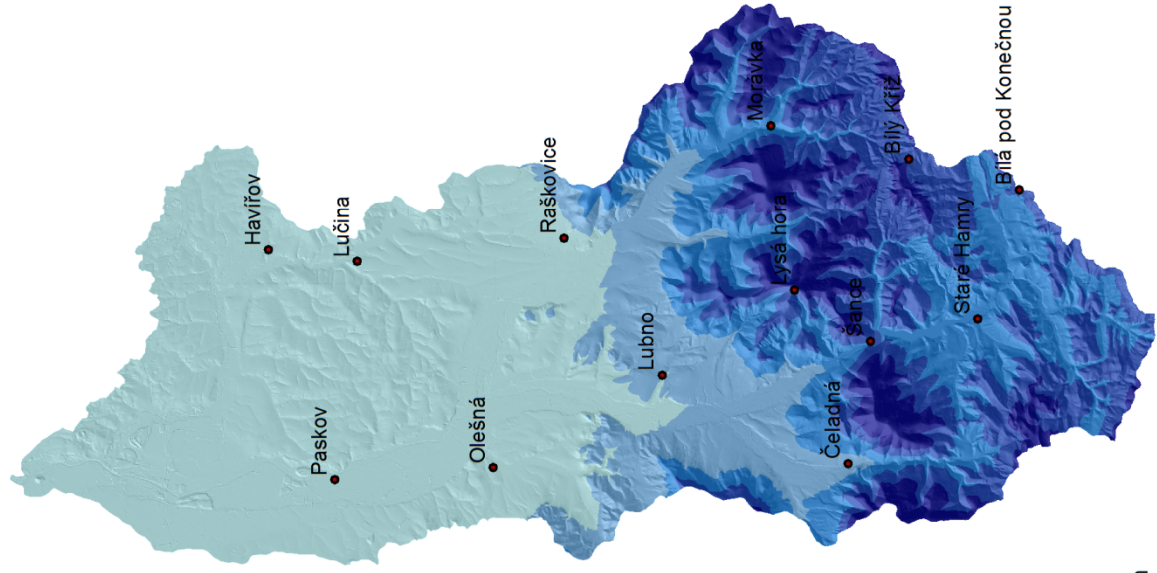 Havířov
Lučina
Paskov
Olešná
Raškovice
Lubno
Morávka
Lysá hora
Čeladná
Šance
Bílý Kříž
Staré Hamry
Bílá pod Konečnou